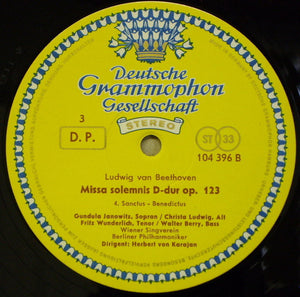 Deutsche
Grammophon
Gesellschaft
STEREO
3
D. P.
ST 33
104 396 B
Ludwig van Beethoven
Missa solemnis D-dur op. 123
4. Sanctus - Benedictus
Gundula Janowitz, Sopran / Christa Ludwig, Alt
Fritz Wunderlich, Tenor / Walter Berry, Bass
Wiener Singverein
Berliner Philharmoniker
Dirigent: Herbert von Karajan